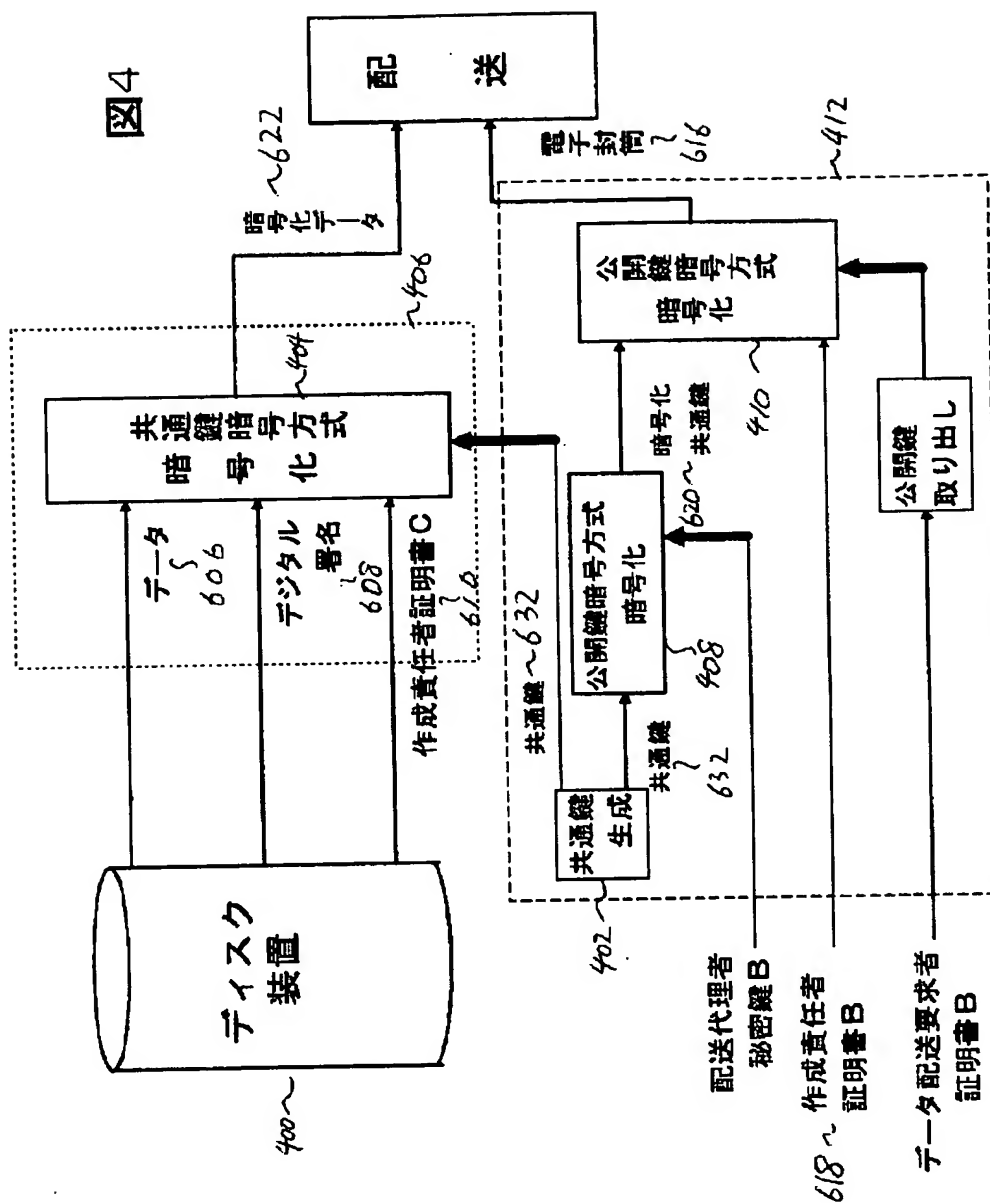 図4
ディスク
装置
400
データ
606
デジタル
署名
608
作成責任者証明書C
610
共通鍵暗号方式
暗号化
404
406
暗号化データ
622
配送
共通鍵
632
共通鍵
生成
402
共通鍵
632
公開鍵暗号方式
暗号化
408
暗号化
共通鍵
620
公開鍵暗号方式
暗号化
410
412
電子封筒
616
公開鍵
取り出し
配送代理者
秘密鍵B
618
作成責任者
証明書B
データ配送要求者
証明書B